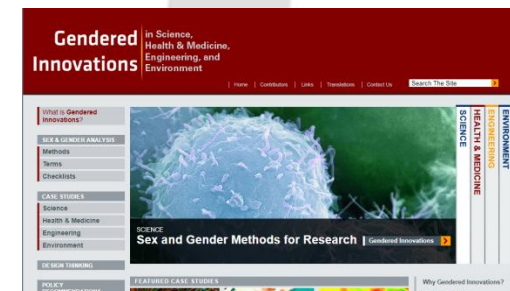 Gendered
Innovations
in Science,
Health & Medicine,
Engineering, and
Environment
| Home | Contributors | Links | Translations | Contact Us
Search The Site
What is Gendered
Innovations?
SEX & GENDER ANALYSIS
Methods
Terms
Checklists
CASE STUDIES
Science
Health & Medicine
Engineering
Environment
DESIGN THINKING
POLICY
RECOMMENDATIONS
SCIENCE
Sex and Gender Methods for Research | Gendered Innovations
SCIENCE
HEALTH & MEDICINE
ENGINEERING
ENVIRONMENT
FEATURED CASE STUDIES
Why Gendered Innovations?